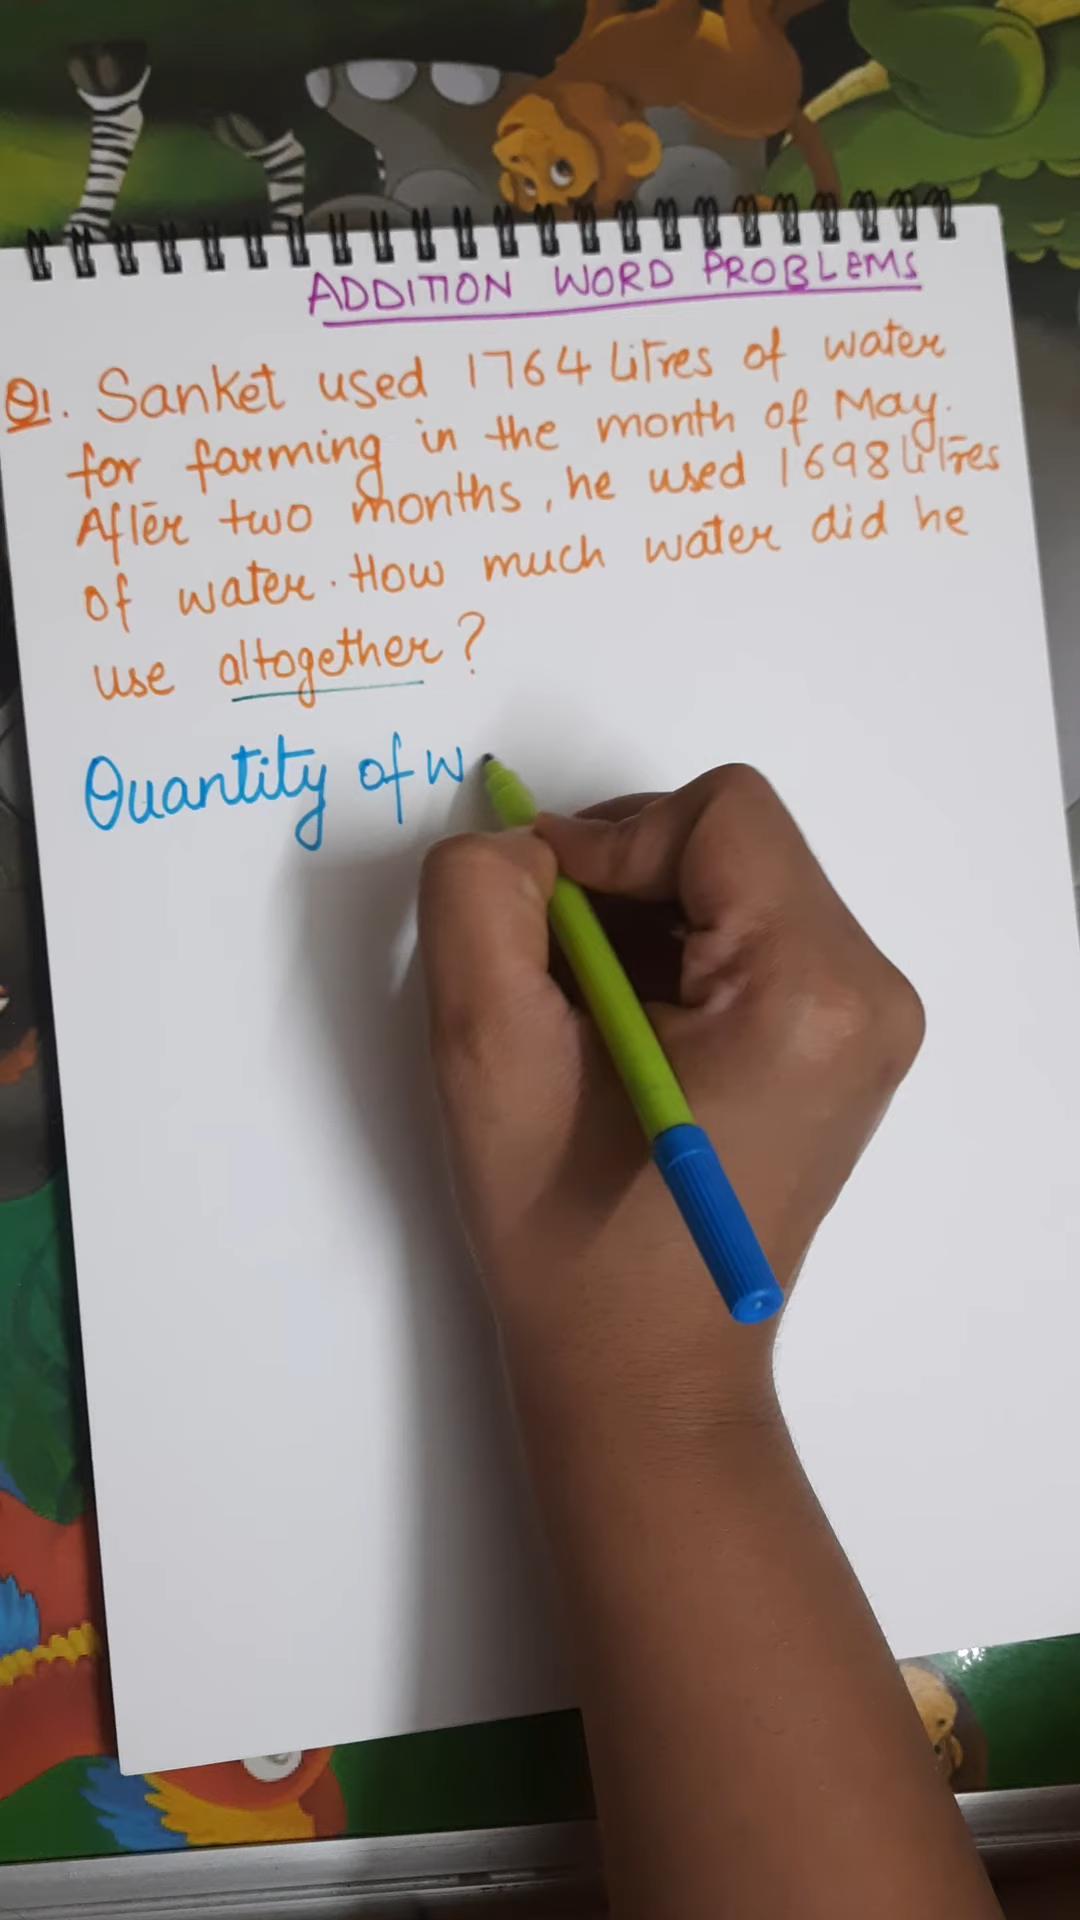 ADDITION WORD PROBLEMS
Q1. Sanket used 1764 Litres of water
for farming in the month of May.
After two months, he used 1698 litres
of water. How much water did he
use altogether?
Quantity of w